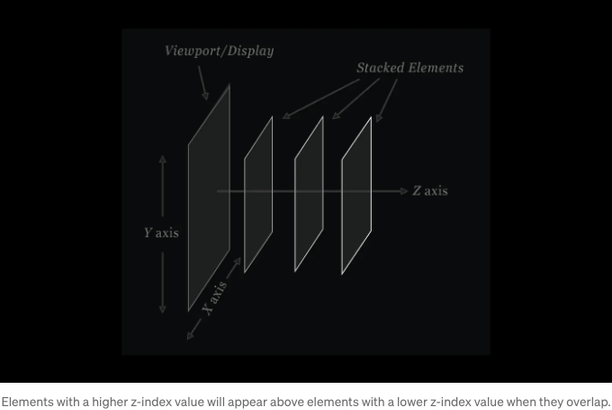 Viewport/Display
Stacked Elements
Z axis
Y axis
X axis
Elements with a higher z-index value will appear above elements with a lower z-index value when they overlap.